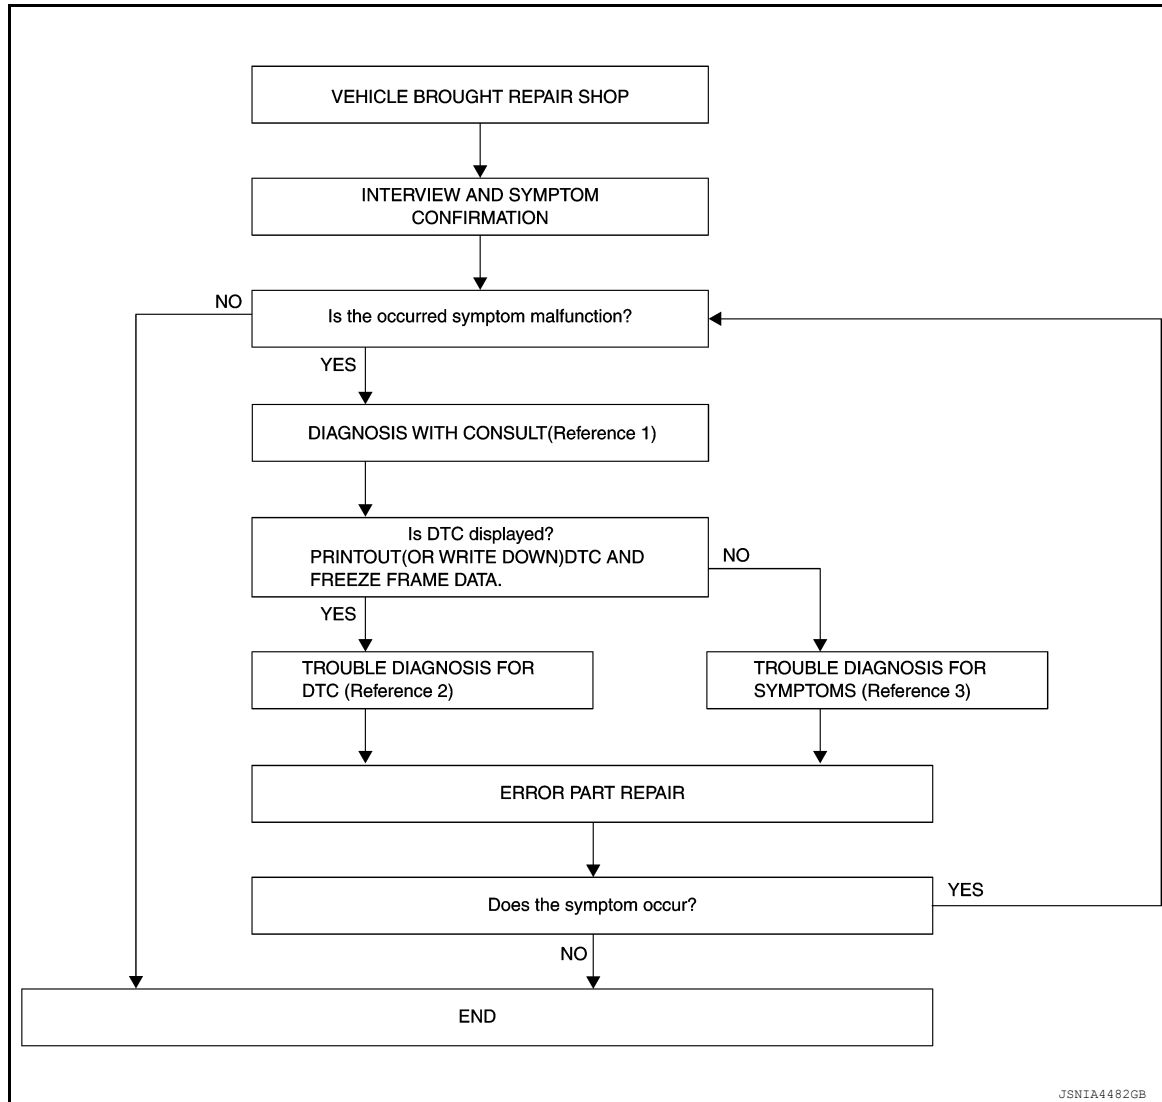 VEHICLE BROUGHT REPAIR SHOP
INTERVIEW AND SYMPTOM
CONFIRMATION
NO
Is the occurred symptom malfunction?
YES
DIAGNOSIS WITH CONSULT(Reference 1)
Is DTC displayed?
PRINTOUT(OR WRITE DOWN)DTC AND
FREEZE FRAME DATA.
NO
YES
TROUBLE DIAGNOSIS FOR
DTC (Reference 2)
TROUBLE DIAGNOSIS FOR
SYMPTOMS (Reference 3)
ERROR PART REPAIR
Does the symptom occur?
YES
NO
END
JSNIA4482GB